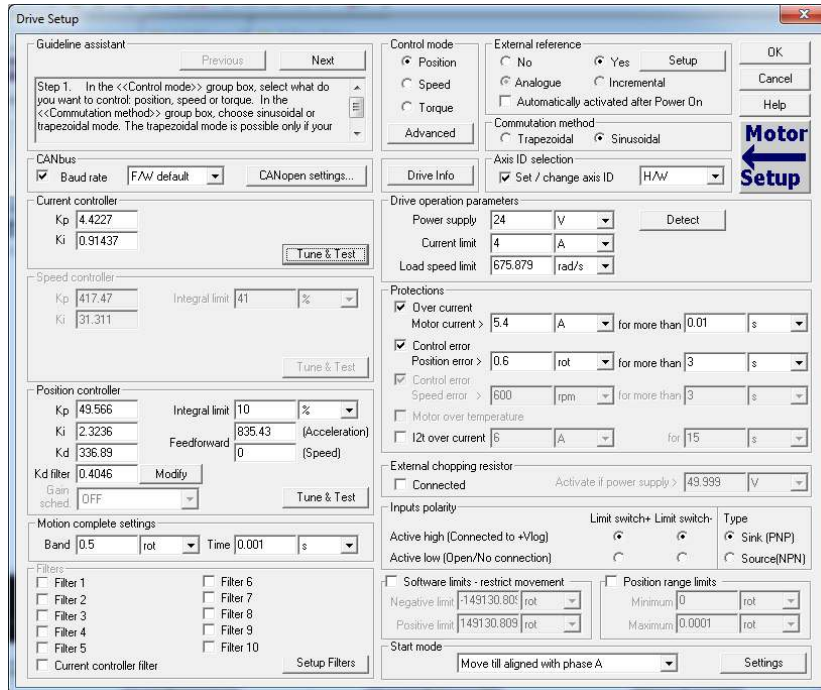 Drive Setup
Guideline assistant
Previous Next
Step 1. In the <<Control mode>> group box, select what do
you want to control: position, speed or torque. In the
<<Commutation method>> group box, choose sinusoidal or
trapezoidal mode. The trapezoidal mode is possible only if your
Control mode
Position
Speed
Torque
Advanced
External reference
No Yes Setup
Analogue Incremental
Automatically activated after Power On
Commutation method
Trapezoidal Sinusoidal
OK
Cancel
Help
Motor
Setup
CANbus
Baud rate F/W default CANopen settings...
Drive Info
Axis ID selection
Set / change axis ID H/W
Current controller
Kp 4.4227
Ki 0.91437
Tune & Test
Drive operation parameters
Power supply 24 V Detect
Current limit 4 A
Load speed limit 675.879 rad/s
Speed controller
Kp 417.47 Integral limit 41 %
Ki 31.311
Tune & Test
Protections
Over current
Motor current > 5.4 A for more than 0.01 s
Control error
Position error > 0.6 rot for more than 3 s
Control error
Speed error > 600 rpm for more than 3 s
Motor over temperature
I2t over current 6 A for 15 s
Position controller
Kp 49.566 Integral limit 10 %
Ki 2.3236 Feedforward 835.43 (Acceleration)
Kd 336.89 0 (Speed)
Kd filter 0.4046 Modify
Gain
sched. OFF Tune & Test
External chopping resistor
Connected Activate if power supply > 49.999 V
Motion complete settings
Band 0.5 rot Time 0.001 s
Inputs polarity
Limit switch+ Limit switch- Type
Active high (Connected to +Vlog) Sink (PNP)
Active low (Open/No connection) Source(NPN)
Filters
Filter 1 Filter 6
Filter 2 Filter 7
Filter 3 Filter 8
Filter 4 Filter 9
Filter 5 Filter 10
Current controller filter Setup Filters
Software limits - restrict movement
Negative limit -149130.809 rot
Positive limit 149130.809 rot
Position range limits
Minimum 0 rot
Maximum 0.0001 rot
Start mode
Move till aligned with phase A Settings